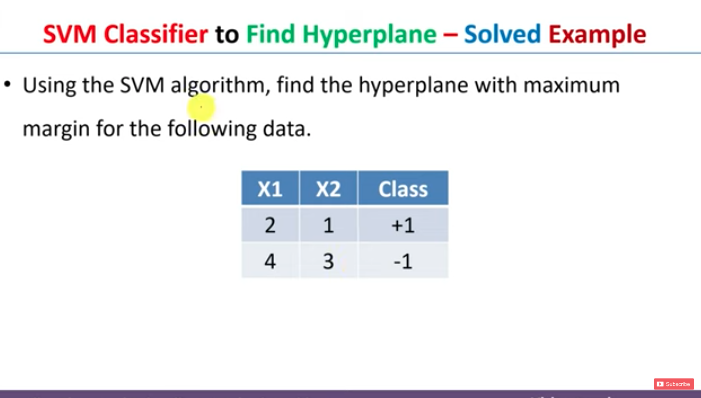 SVM Classifier to Find Hyperplane – Solved Example
• Using the SVM algorithm, find the hyperplane with maximum
margin for the following data.
X1 X2 Class
2 1 +1
4 3 -1
Subscribe